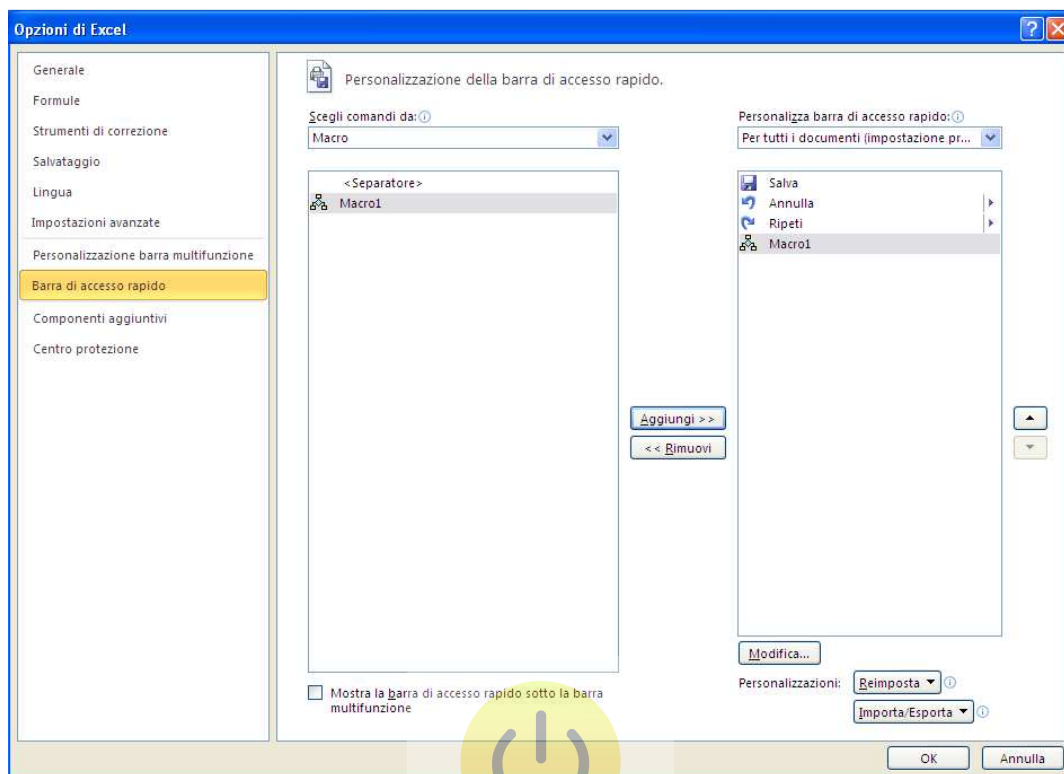 Opzioni di Excel
Generale
Formule
Strumenti di correzione
Salvataggio
Lingua
Impostazioni avanzate
Personalizzazione barra multifunzione
Barra di accesso rapido
Componenti aggiuntivi
Centro protezione
Personalizzazione della barra di accesso rapido.
Scegli comandi da:
Macro
<Separatore>
Macro1
Mostra la barra di accesso rapido sotto la barra
multifunzione
Aggiungi >>
<< Rimuovi
Personalizza barra di accesso rapido:
Per tutti i documenti (impostazione pr...
Salva
Annulla
Ripeti
Macro1
Modifica...
Personalizzazioni:
Reimposta
Importa/Esporta
OK
Annulla